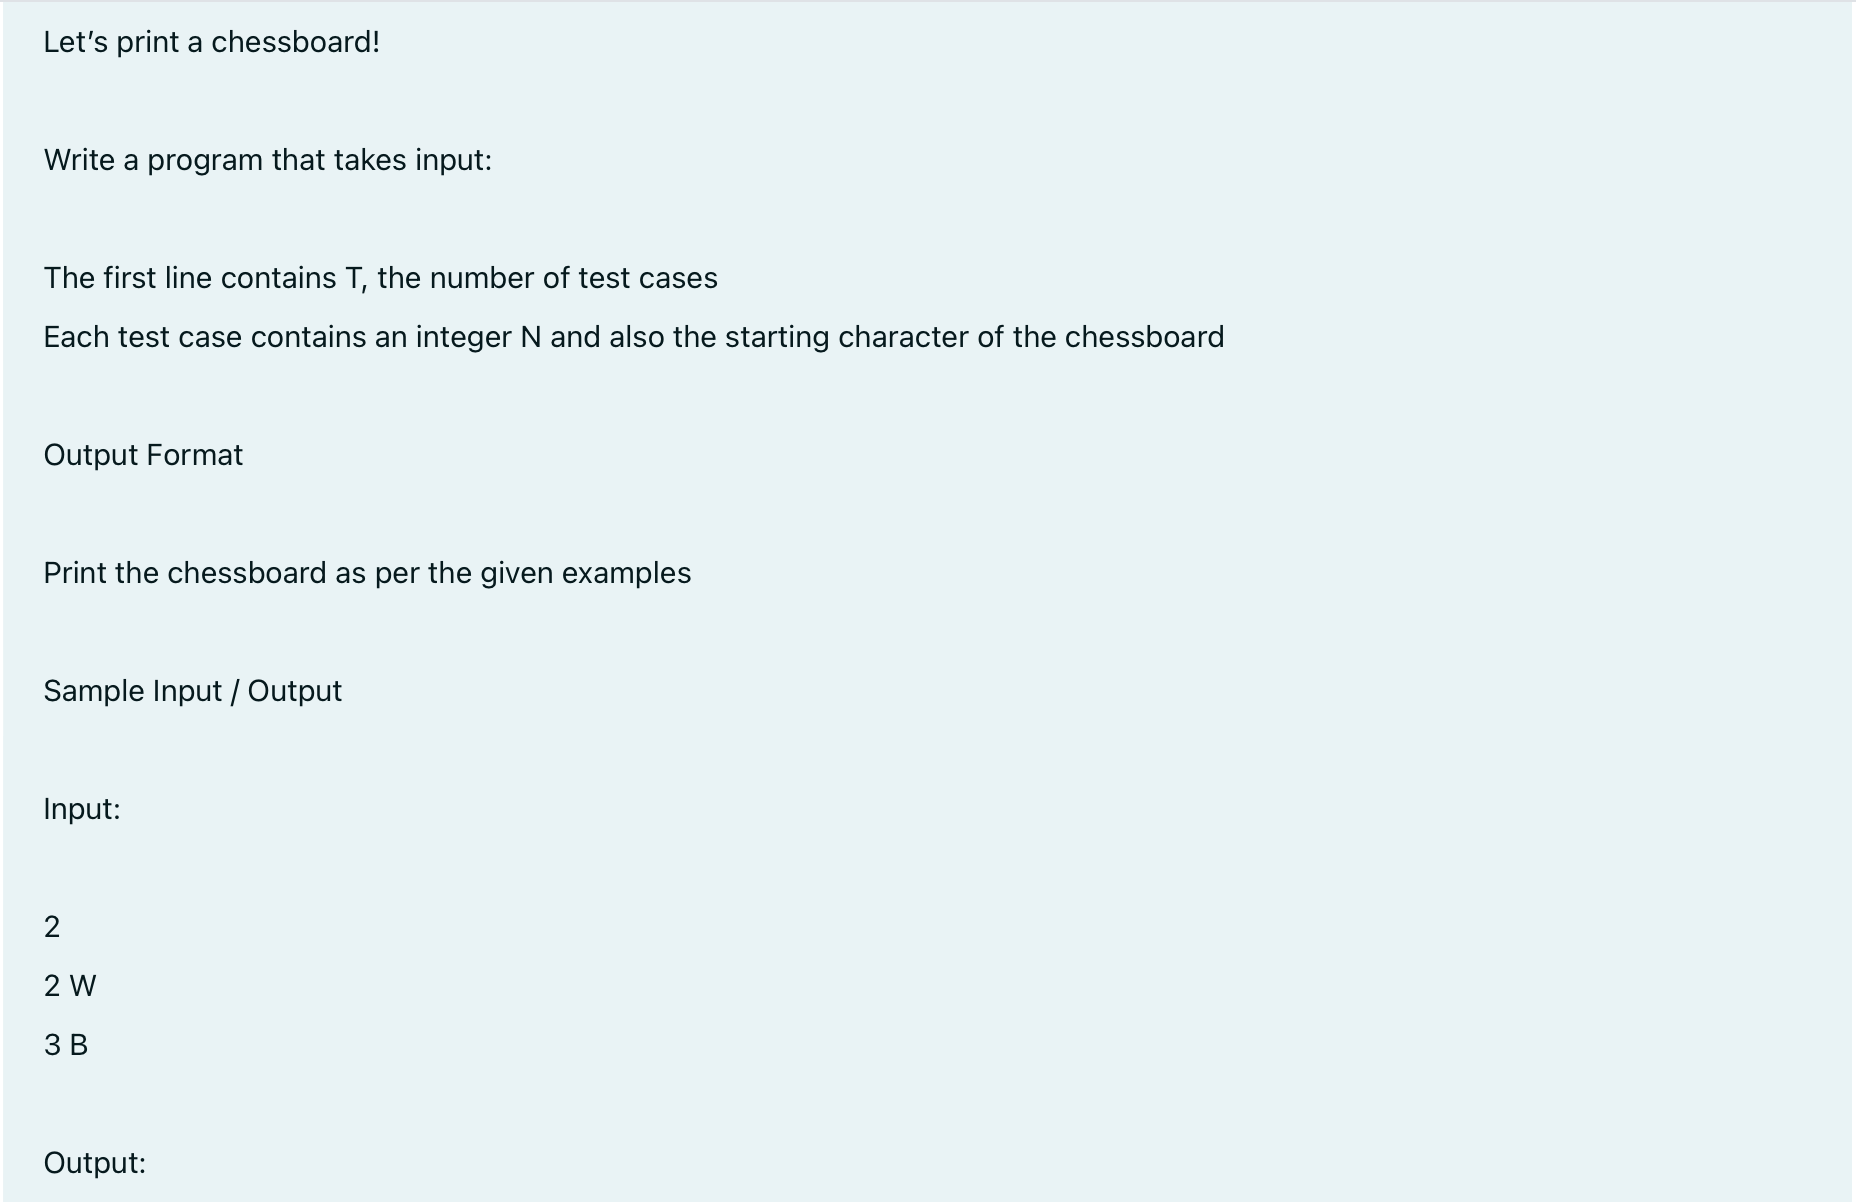 Let’s print a chessboard!
Write a program that takes input:
The first line contains T, the number of test cases
Each test case contains an integer N and also the starting character of the chessboard
Output Format
Print the chessboard as per the given examples
Sample Input / Output
Input:
2
2 W
3 B
Output: